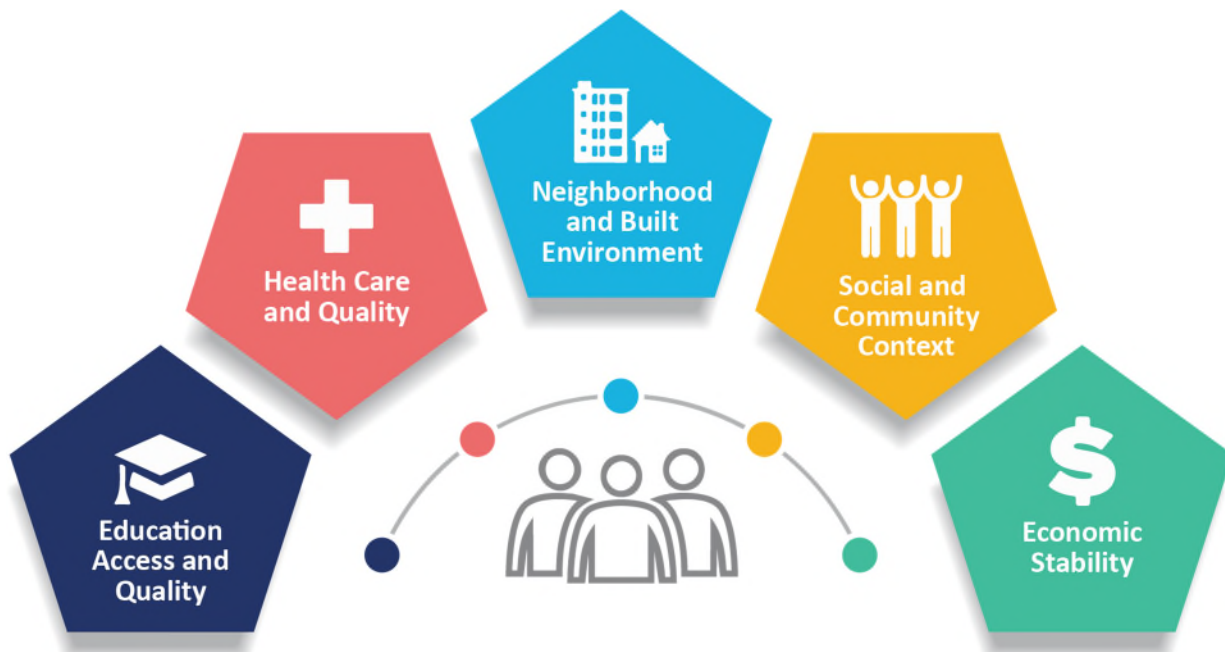 Neighborhood
and Built
Environment
Health Care
and Quality
Social and
Community
Context
Education
Access and
Quality
Economic
Stability